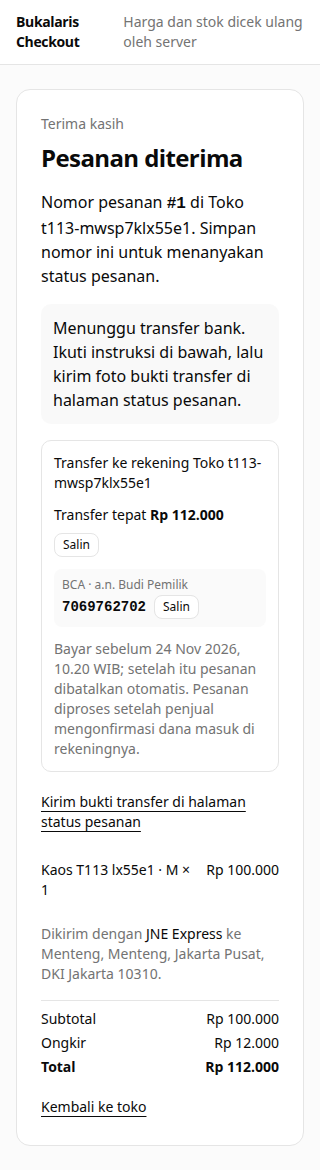 Bukalaris
Checkout
Harga dan stok dicek ulang
oleh server
Terima kasih
Pesanan diterima
Nomor pesanan #1 di Toko
t113-mwsp7klx55e1. Simpan
nomor ini untuk menanyakan
status pesanan.
Menunggu transfer bank.
Ikuti instruksi di bawah, lalu
kirim foto bukti transfer di
halaman status pesanan.
Transfer ke rekening Toko t113-
mwsp7klx55e1
Transfer tepat Rp 112.000
Salin
BCA · a.n. Budi Pemilik
7069762702 Salin
Bayar sebelum 24 Nov 2026,
10.20 WIB; setelah itu pesanan
dibatalkan otomatis. Pesanan
diproses setelah penjual
mengonfirmasi dana masuk di
rekeningnya.
Kirim bukti transfer di halaman
status pesanan
Kaos T113 lx55e1 · M × Rp 100.000
1
Dikirim dengan JNE Express ke
Menteng, Menteng, Jakarta Pusat,
DKI Jakarta 10310.
Subtotal Rp 100.000
Ongkir Rp 12.000
Total Rp 112.000
Kembali ke toko